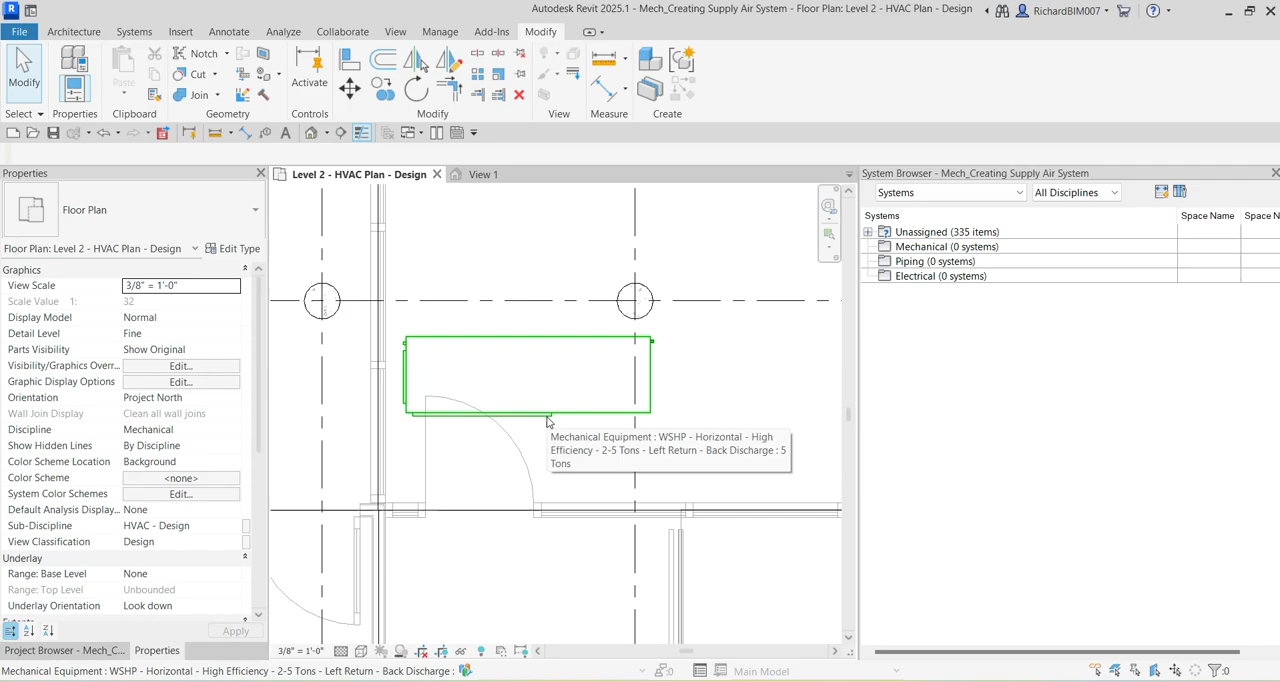 Autodesk Revit 2025.1 - Mech_Creating Supply Air System - Floor Plan: Level 2 - HVAC Plan - Design
RichardBIM007
File Architecture Systems Insert Annotate Analyze Collaborate View Manage Add-Ins Modify
Modify
Paste
Notch
Cut
Join
Activate
Select Properties Clipboard Geometry Controls Modify View Measure Create
Properties
Floor Plan
Floor Plan: Level 2 - HVAC Plan - Design Edit Type
Graphics
View Scale 3/8" = 1'-0"
Scale Value 1: 32
Display Model Normal
Detail Level Fine
Parts Visibility Show Original
Visibility/Graphics Overr... Edit...
Graphic Display Options Edit...
Orientation Project North
Wall Join Display Clean all wall joins
Discipline Mechanical
Show Hidden Lines By Discipline
Color Scheme Location Background
Color Scheme <none>
System Color Schemes Edit...
Default Analysis Display... None
Sub-Discipline HVAC - Design
View Classification Design
Underlay
Range: Base Level None
Range: Top Level Unbounded
Underlay Orientation Look down
Apply
Project Browser - Mech_C... Properties
Level 2 - HVAC Plan - Design View 1
Mechanical Equipment : WSHP - Horizontal - High
Efficiency - 2-5 Tons - Left Return - Back Discharge : 5
Tons
3/8" = 1'-0"
System Browser - Mech_Creating Supply Air System
Systems All Disciplines
Systems Space Name Space N
Unassigned (335 items)
Mechanical (0 systems)
Piping (0 systems)
Electrical (0 systems)
Mechanical Equipment : WSHP - Horizontal - High Efficiency - 2-5 Tons - Left Return - Back Discharge :
:0
Main Model
:0